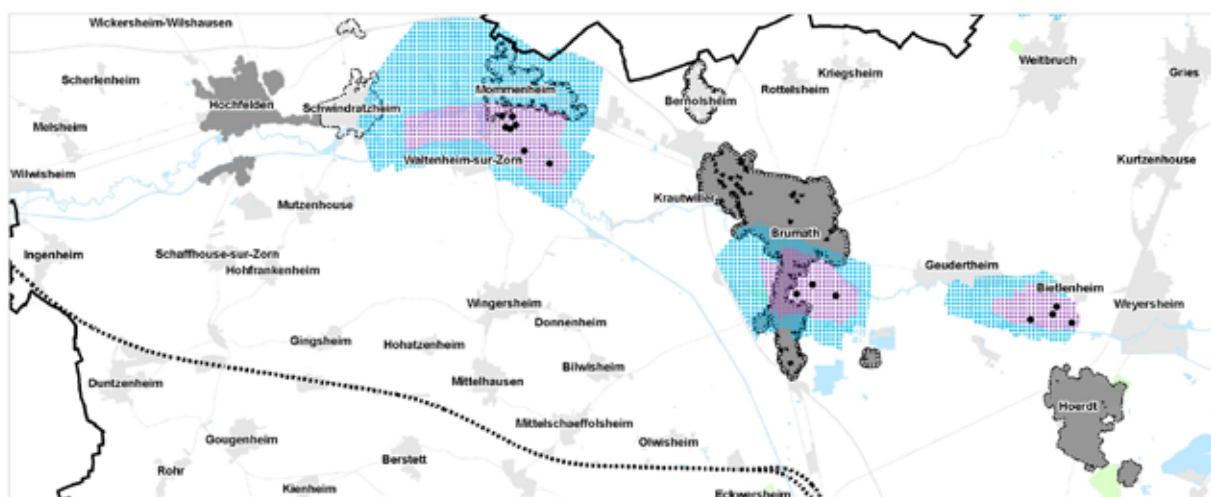 Wickersheim-Wilshausen
Scherlenheim
Hochfelden
Schwindratzheim
Mommenheim
Bernolsheim
Rottelsheim
Kriegsheim
Weitbruch
Gries
Melsheim
Waltenheim-sur-Zorn
Kurtzenhouse
Wilwisheim
Mutzenhouse
Krautwiller
Brumath
Ingenheim
Schaffhouse-sur-Zorn
Hohfrankenheim
Geudertheim
Bietlenheim
Weyersheim
Wingersheim
Donnenheim
Gingsheim
Hohatzenheim
Bilwisheim
Duntzenheim
Mittelhausen
Hoerdt
Mittelschaeffolsheim
Gougenheim
Olwisheim
Rohr
Berstett
Kienheim
Eckwersheim